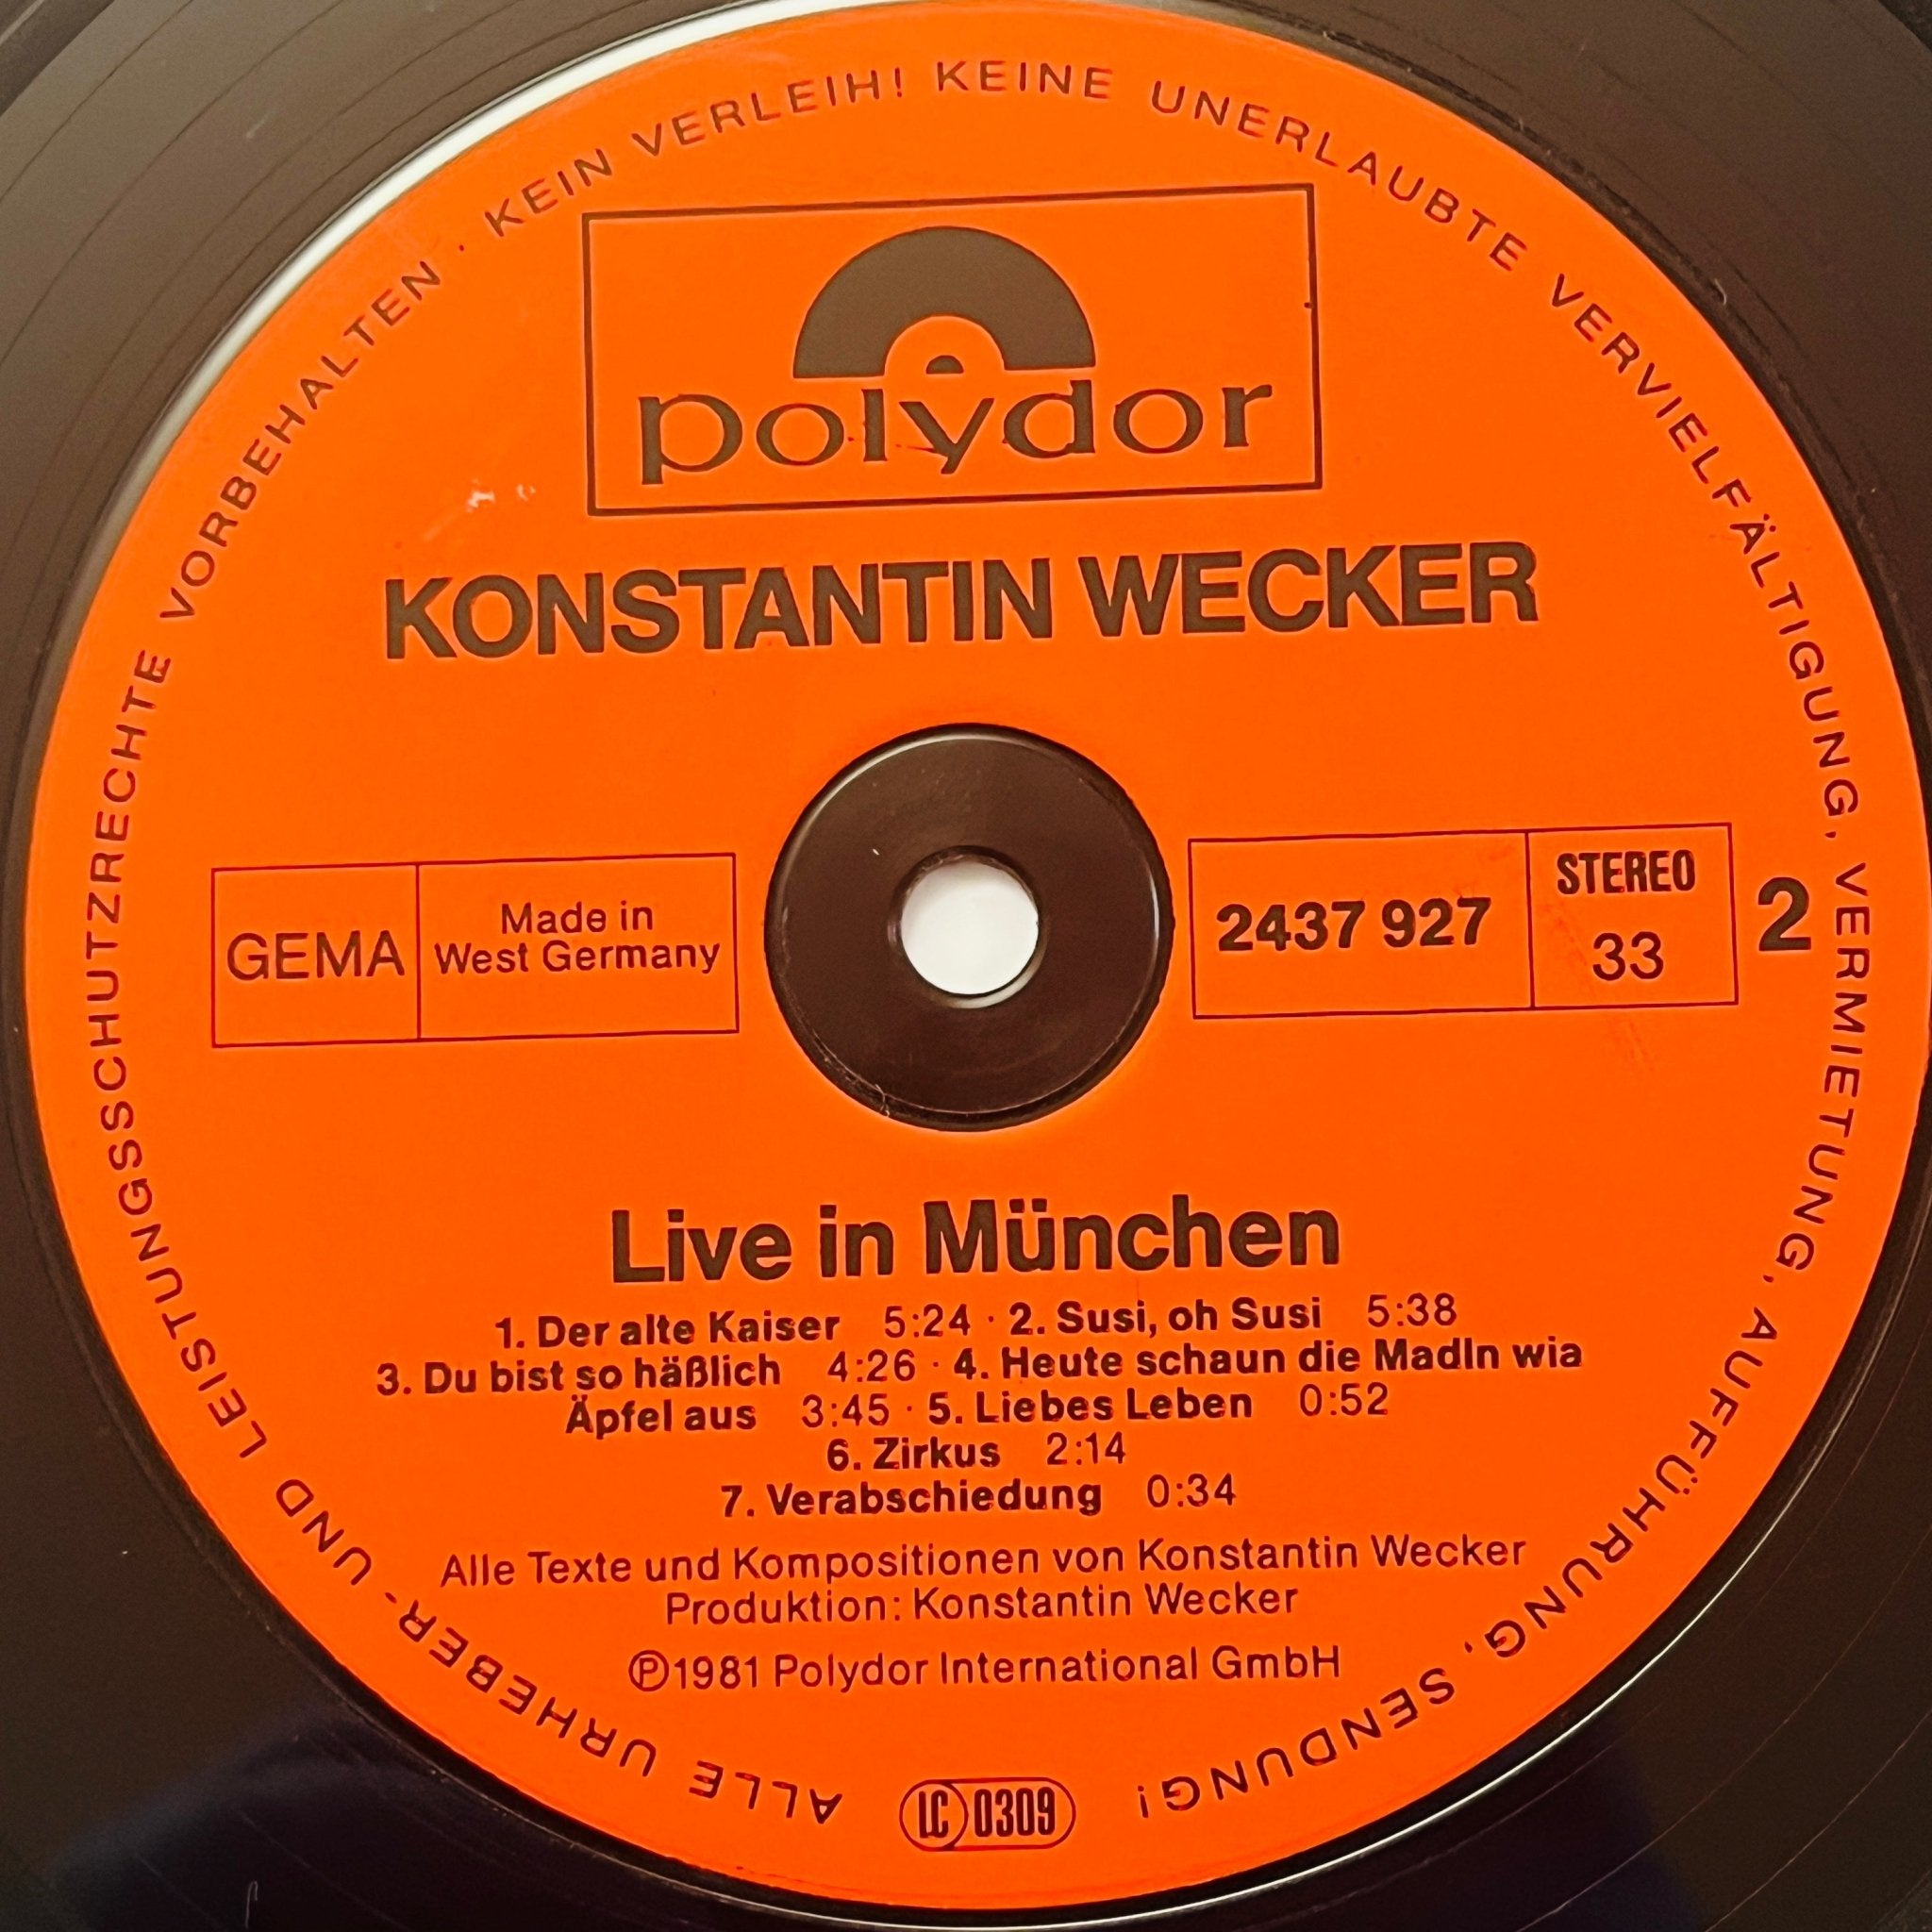 ALLE URHEBER- UND LEISTUNGSSCHUTZRECHTE VORBEHALTEN · KEIN VERLEIH! KEINE UNERLAUBTE VERVIELFÄLTIGUNG, VERMIETUNG, AUFFÜHRUNG, SENDUNG!
polydor
KONSTANTIN WECKER
GEMA
Made in
West Germany
2437 927
STEREO
33
2
Live in München
1. Der alte Kaiser 5:24 · 2. Susi, oh Susi 5:38
3. Du bist so häßlich 4:26 · 4. Heute schaun die Madln wia
Äpfel aus 3:45 · 5. Liebes Leben 0:52
6. Zirkus 2:14
7. Verabschiedung 0:34
Alle Texte und Kompositionen von Konstantin Wecker
Produktion: Konstantin Wecker
℗1981 Polydor International GmbH
LC 0309